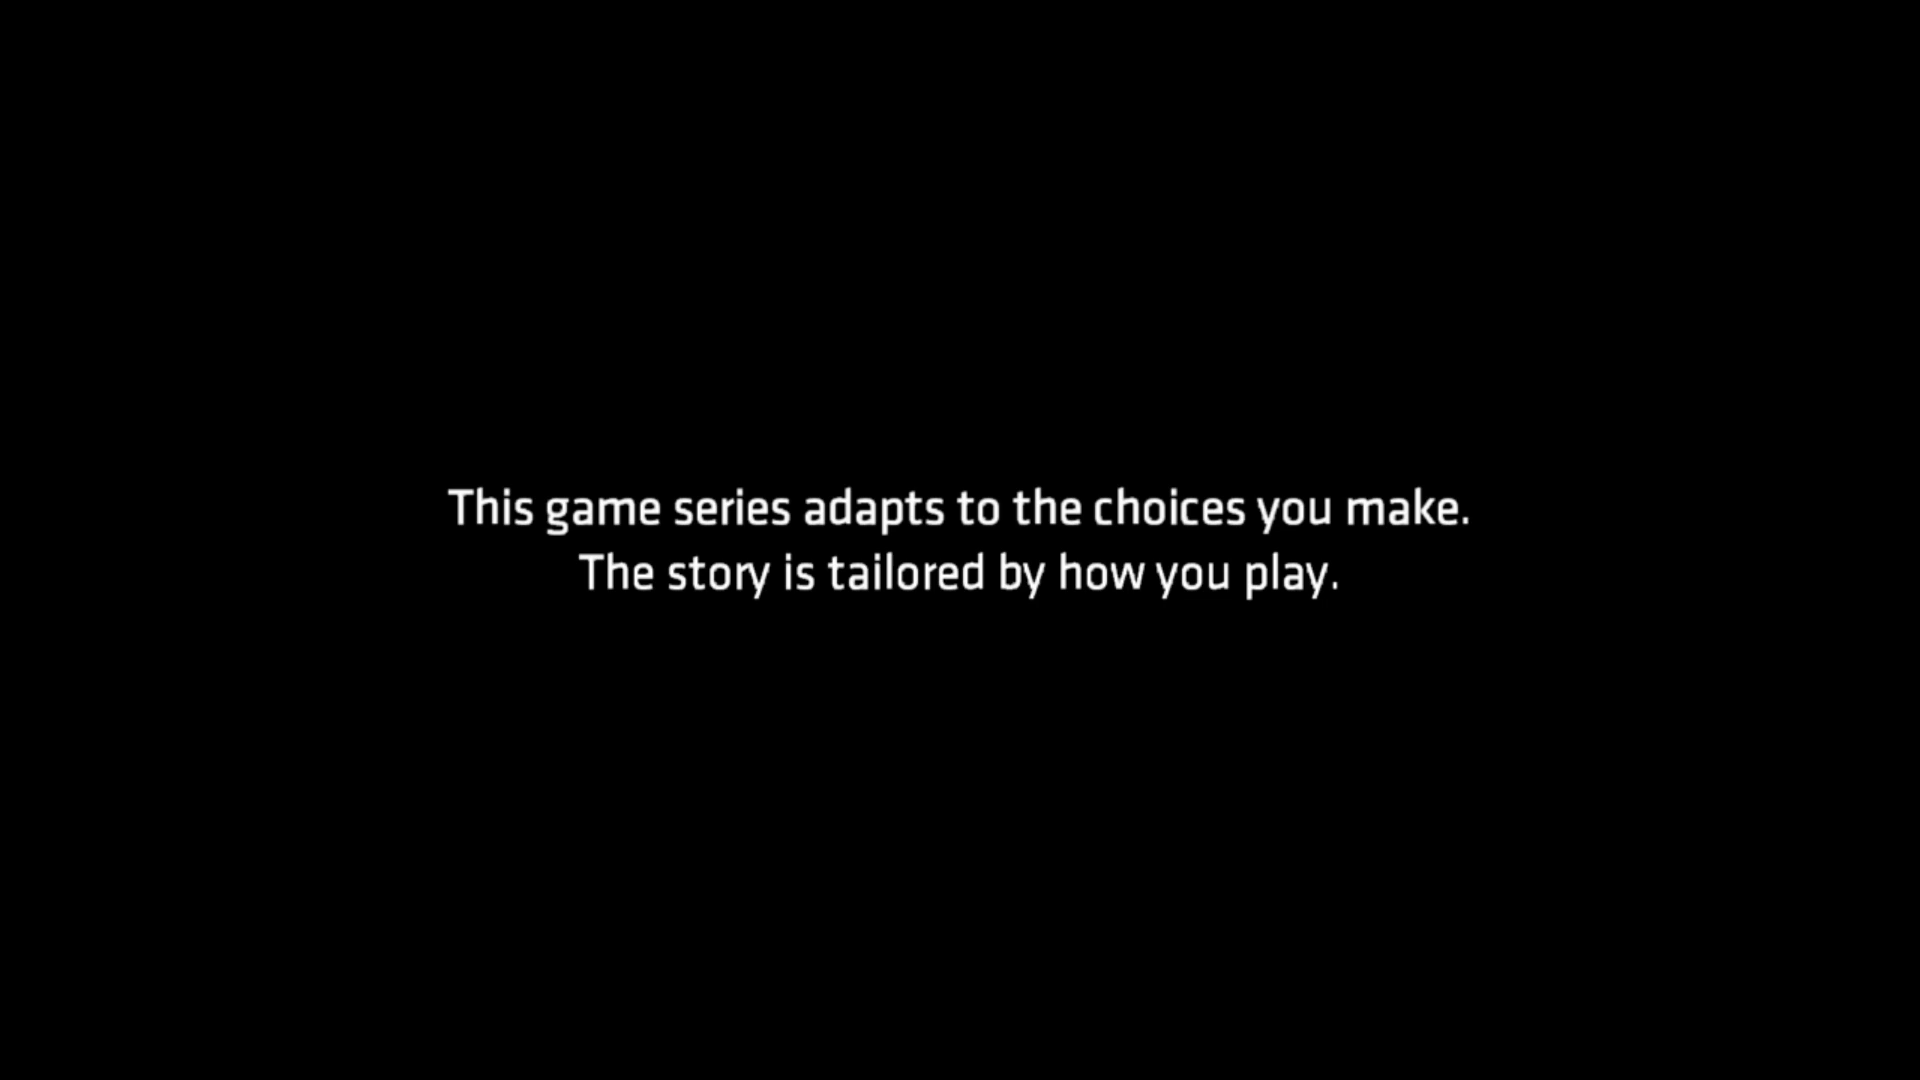 This game series adapts to the choices you make.
The story is tailored by how you play.